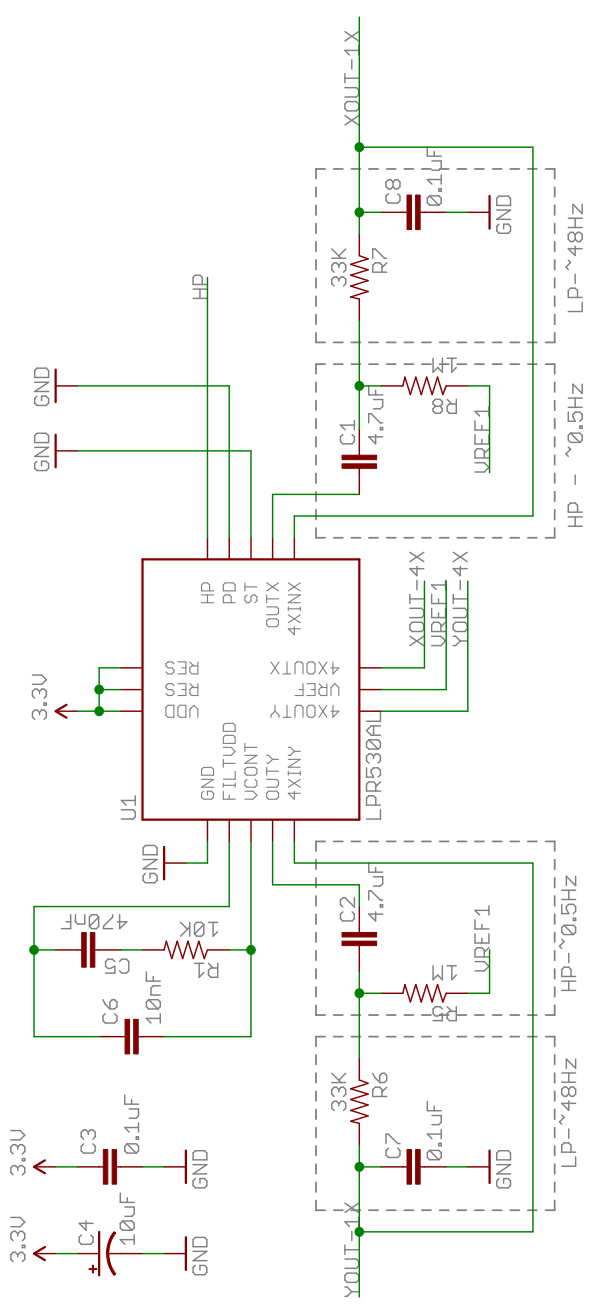 XOUT-1X
C8
0.1uF
GND
33K
R7
LP-~48Hz
HP
GND
GND
1M
R8
VREF1
C1
4.7uF
HP - ~0.5Hz
HP
PD
ST
OUTX
4XINX
XOUT-4X
VREF1
YOUT-4X
RES
RES
VDD
4XOUTX
VREF
4XOUTY
3.3V
GND
FILTVDD
VCONT
OUTY
4XINY
U1
LPR530AL
GND
470nF
C5
10K
R1
C6
10nF
C2
4.7uF
VREF1
1M
R5
HP-~0.5Hz
33K
R6
C7
0.1uF
GND
LP-~48Hz
YOUT-1X
3.3V
C3
0.1uF
GND
3.3V
C4
10uF
+
GND